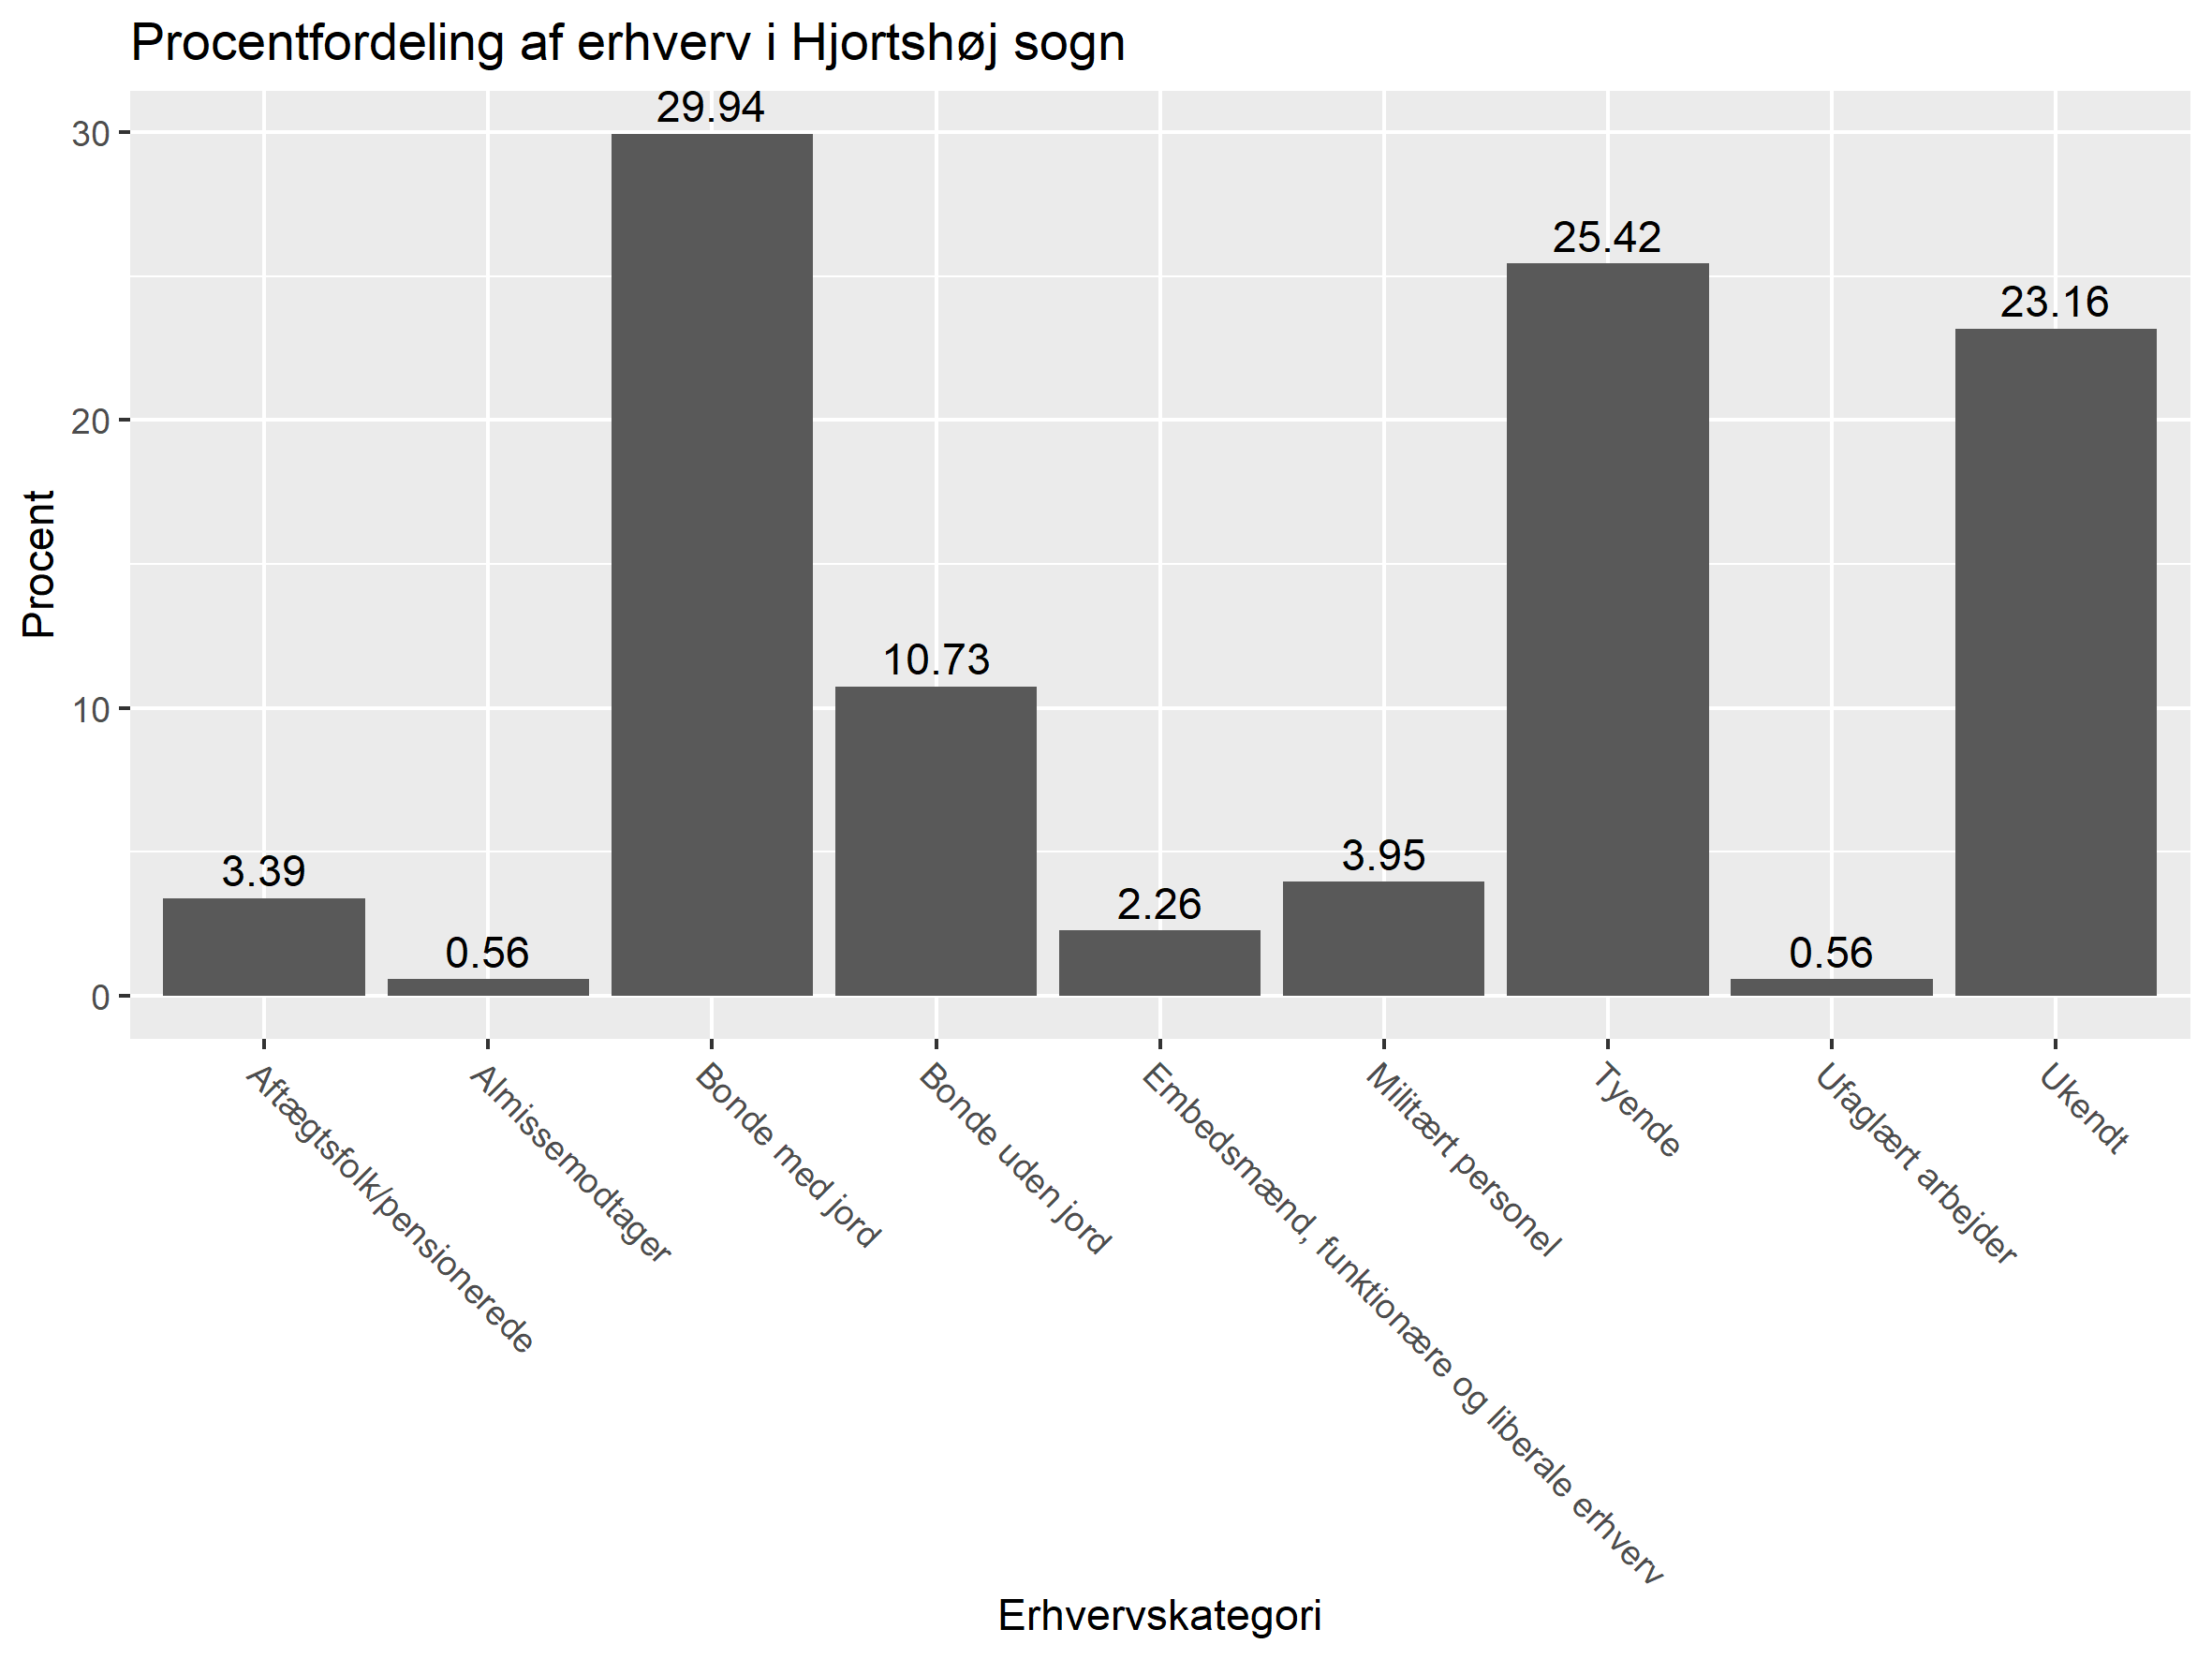 Procentfordeling af erhverv i Hjortshøj sogn
Procent
30
20
10
0
3.39
0.56
29.94
10.73
2.26
3.95
25.42
0.56
23.16
Aftægtsfolk/pensionerede
Almissemodtager
Bonde med jord
Bonde uden jord
Embedsmænd, funktionære og liberale erhverv
Militært personel
Tyende
Ufaglært arbejder
Ukendt
Erhvervskategori